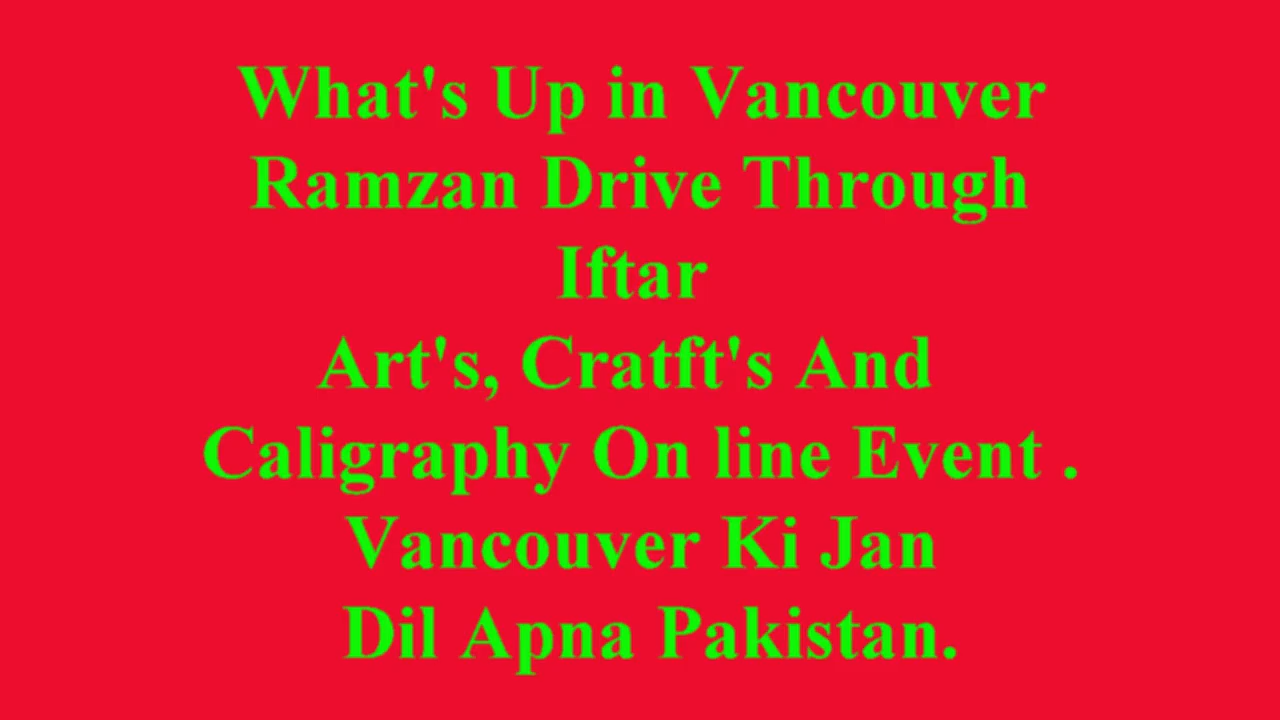 What's Up in Vancouver
Ramzan Drive Through
Iftar
Art's, Cratft's And
Caligraphy On line Event .
Vancouver Ki Jan
Dil Apna Pakistan.